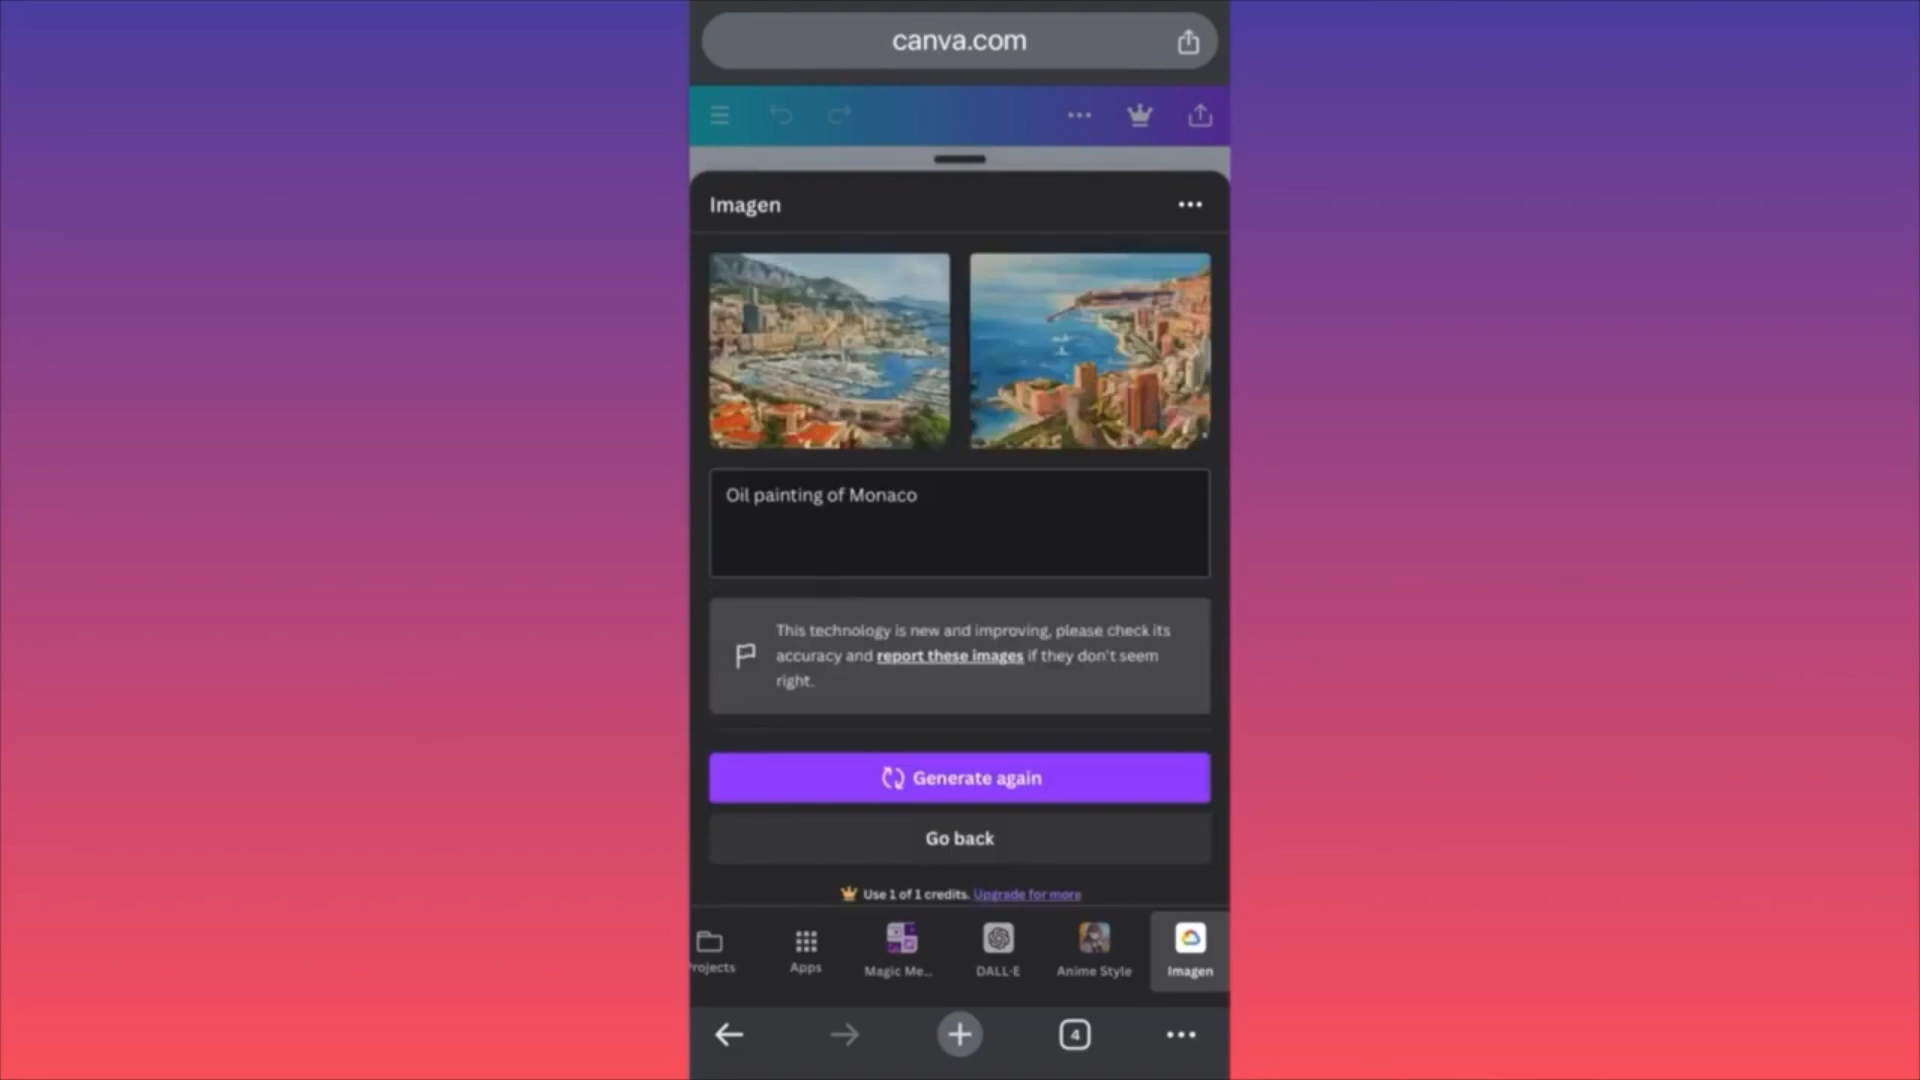 canva.com
Imagen
Oil painting of Monaco
This technology is new and improving, please check its
accuracy and report these images if they don't seem
right.
Generate again
Go back
Use 1 of 1 credits. Upgrade for more
rojects
Apps
Magic Me...
DALL·E
Anime Style
Imagen
4